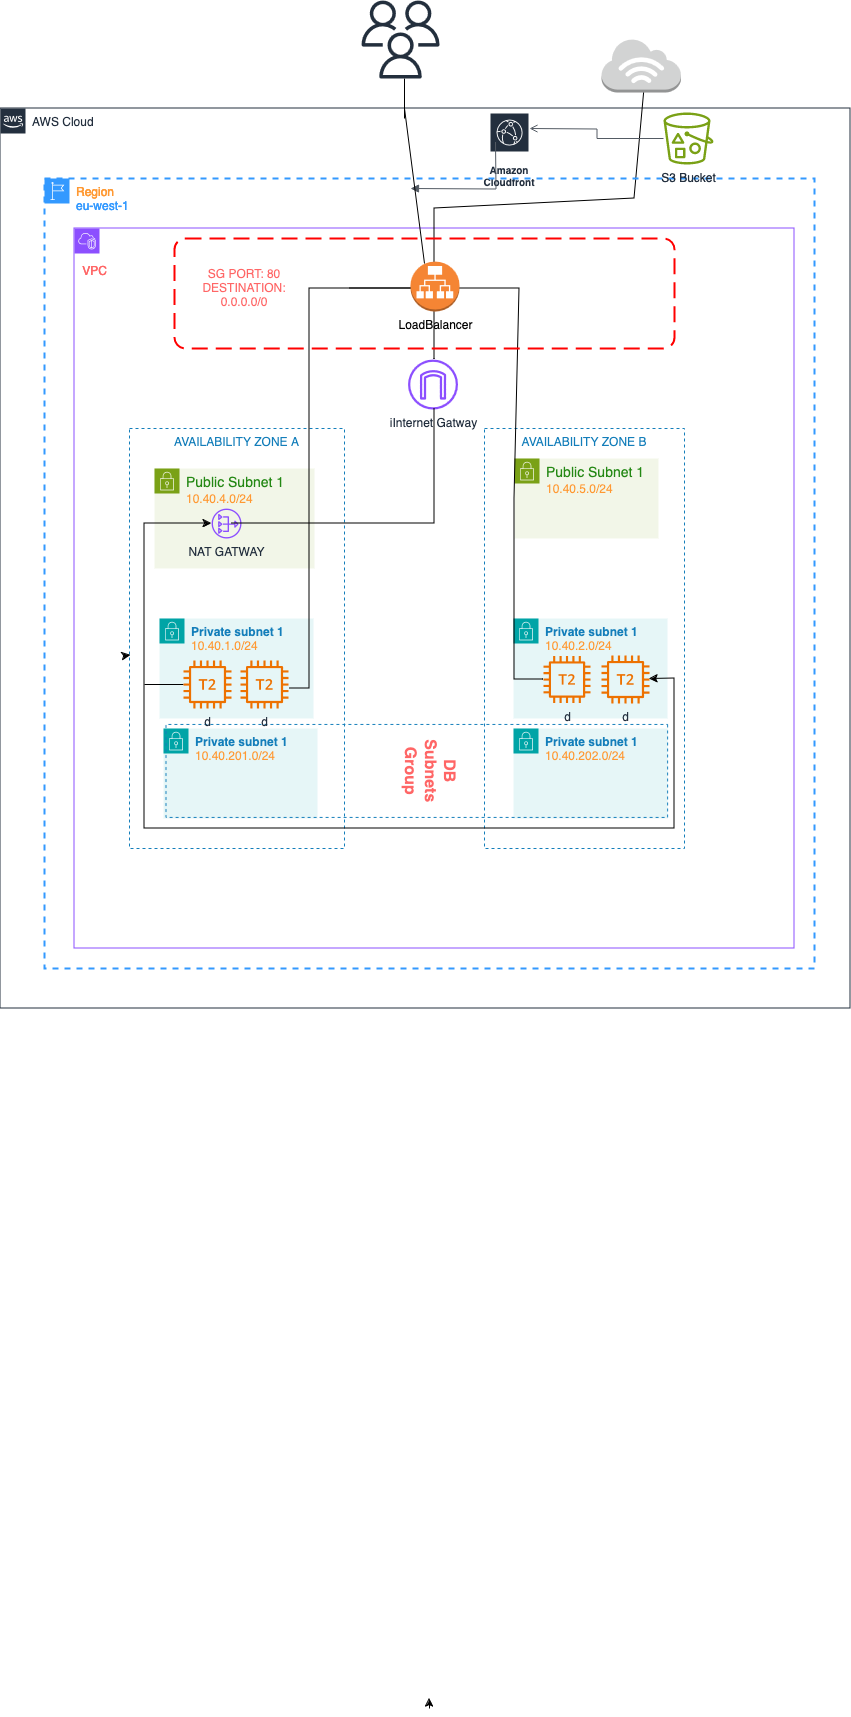 aws
AWS Cloud
Amazon
Cloudfront
S3 Bucket
Region
eu-west-1
VPC
SG PORT: 80
DESTINATION:
0.0.0.0/0
LoadBalancer
iInternet Gatway
AVAILABILITY ZONE A
AVAILABILITY ZONE B
Public Subnet 1
10.40.4.0/24
Public Subnet 1
10.40.5.0/24
NAT GATWAY
Private subnet 1
10.40.1.0/24
Private subnet 1
10.40.2.0/24
T2
T2
T2
T2
d
d
d
d
Private subnet 1
10.40.201.0/24
DB
Subnets
Group
Private subnet 1
10.40.202.0/24